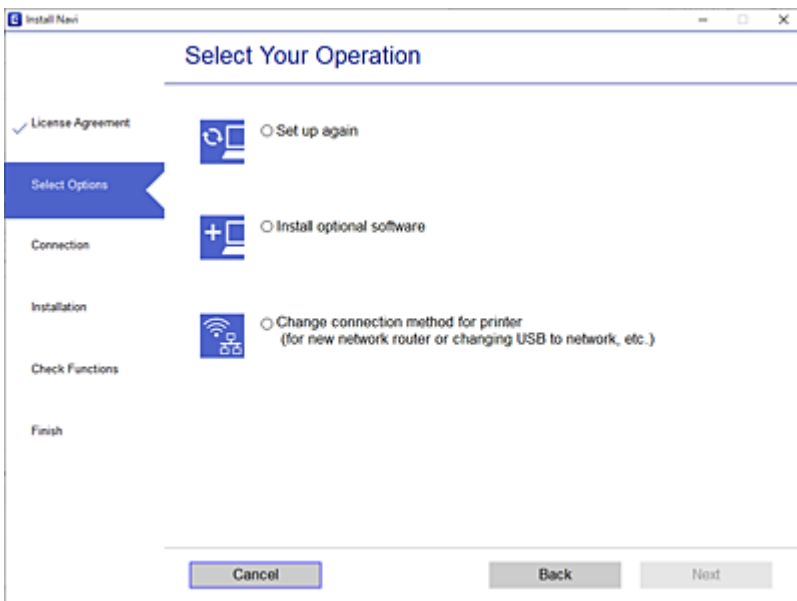 Install Navi
Select Your Operation
License Agreement
Select Options
Connection
Installation
Check Functions
Finish
Set up again
Install optional software
Change connection method for printer
(for new network router or changing USB to network, etc.)
Cancel
Back
Next